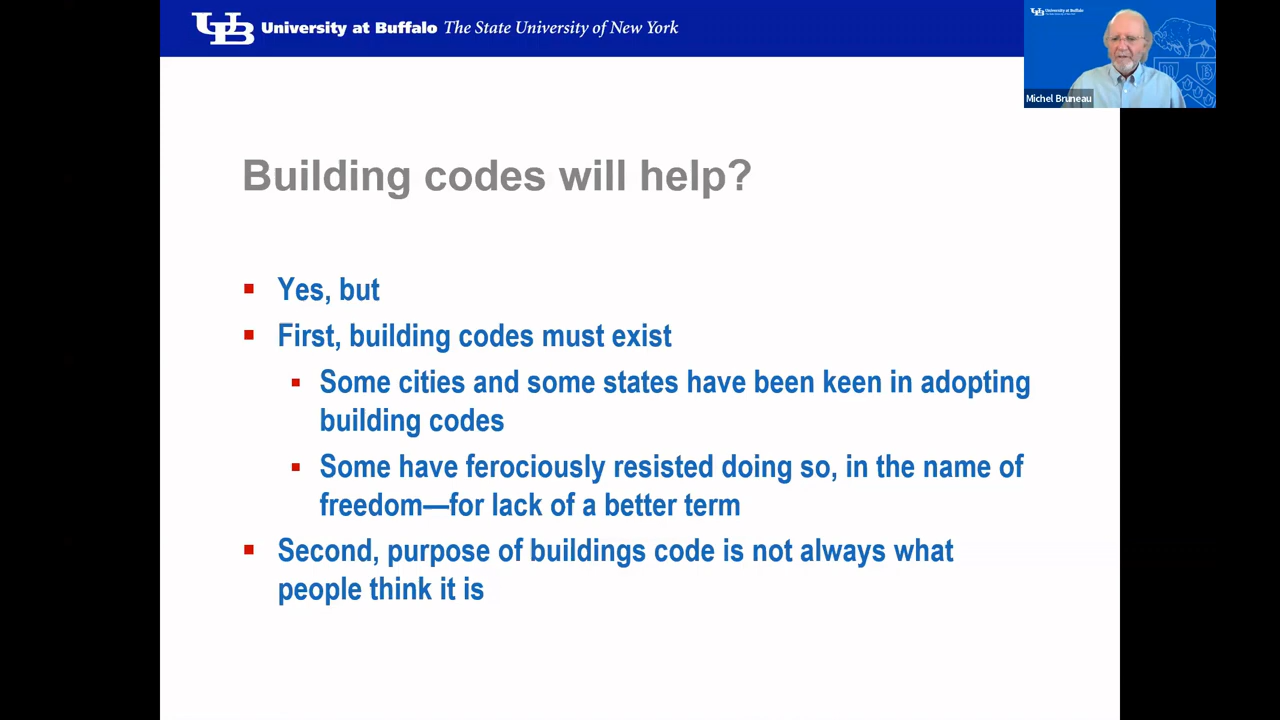 University at Buffalo The State University of New York
Michel Bruneau
Building codes will help?
Yes, but
First, building codes must exist
Some cities and some states have been keen in adopting
building codes
Some have ferociously resisted doing so, in the name of
freedom—for lack of a better term
Second, purpose of buildings code is not always what
people think it is